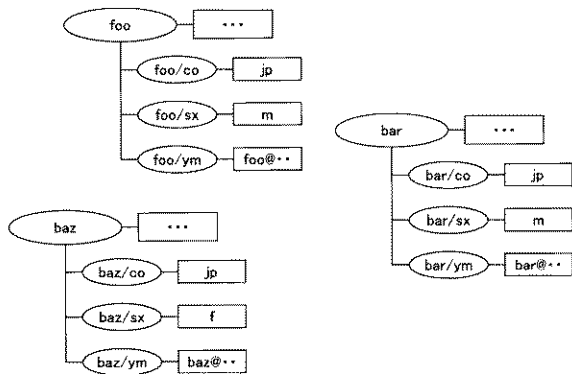 foo ・・・
foo/co jp
foo/sx m
foo/ym foo@・・
bar ・・・
bar/co jp
bar/sx m
bar/ym bar@・・
baz ・・・
baz/co jp
baz/sx f
baz/ym baz@・・